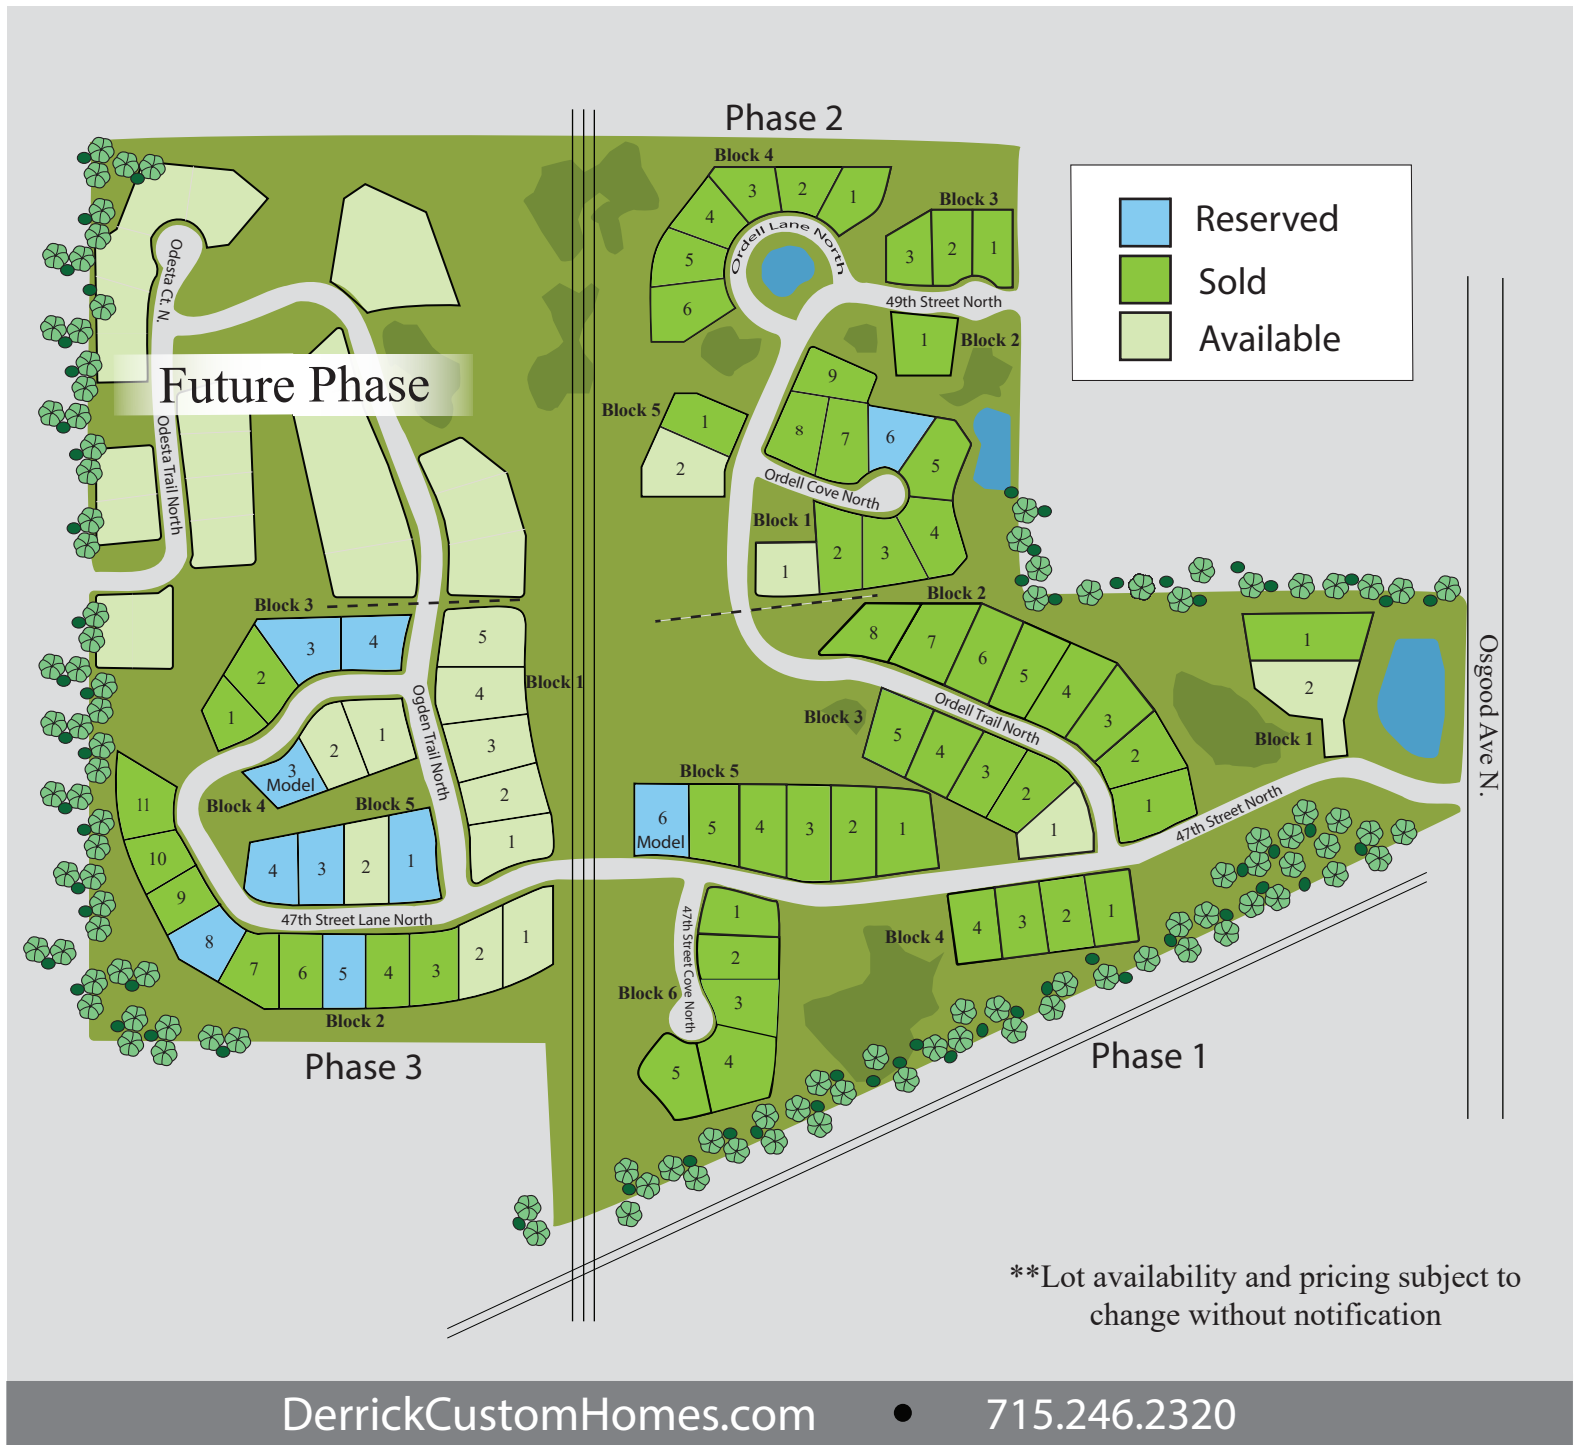 Phase 2
Block 4
3
2
1
4
5
6
Ordell Lane North
Block 3
3
2
1
49th Street North
1
Block 2
Reserved
Sold
Available
Odesta Ct. N.
Future Phase
Odesta Trail North
Block 5
1
2
9
8
7
6
5
Ordell Cove North
Block 1
1
2
3
4
Block 3
1
2
3
4
Block 1
5
4
3
2
1
Ogden Trail North
Block 4
3
Model
2
1
Block 5
4
3
2
1
47th Street Lane North
11
10
9
8
7
6
5
4
3
2
1
Block 2
Phase 3
Block 2
8
7
6
5
4
3
2
1
Ordell Trail North
Block 3
5
4
3
2
1
Block 1
1
2
Osgood Ave N.
47th Street North
Block 5
6
Model
5
4
3
2
1
Block 4
4
3
2
1
47th Street Cove North
Block 6
1
2
3
4
5
Phase 1
**Lot availability and pricing subject to
change without notification
DerrickCustomHomes.com • 715.246.2320